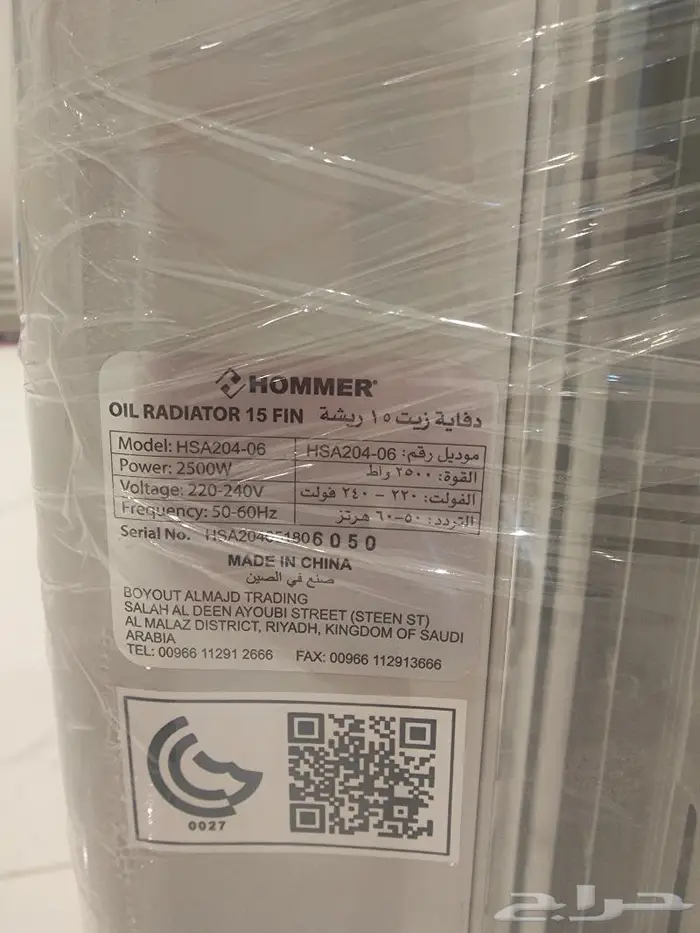 HOMMER
OIL RADIATOR 15 FIN دفاية زيت ١٥ ريشة
Model: HSA204-06 موديل رقم: HSA204-06
Power: 2500W القوة: ٢٥٠٠ واط
Voltage: 220-240V الفولت: ٢٢٠ – ٢٤٠ فولت
Frequency: 50-60Hz التردد: ٥٠-٦٠ هرتز
Serial No.
MADE IN CHINA
صنع في الصين
BOYOUT ALMAJD TRADING
SALAH AL DEEN AYOUBI STREET (STEEN ST)
AL MALAZ DISTRICT, RIYADH, KINGDOM OF SAUDI
ARABIA
TEL: 00966 11291 2666 FAX: 00966 112913666
0027
حراج